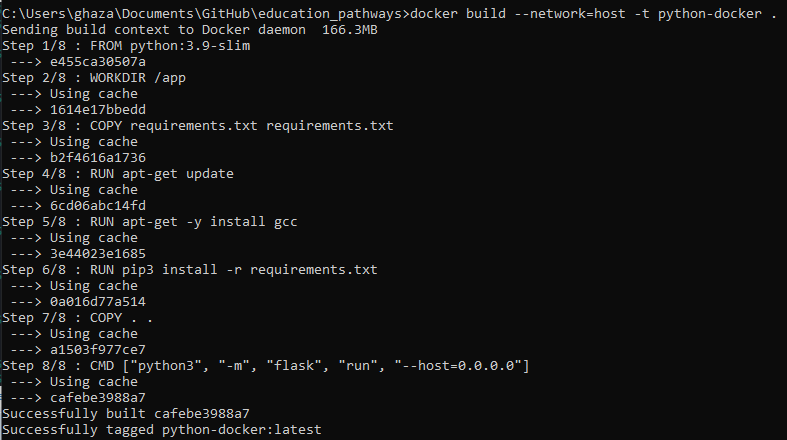 C:\Users\ghaza\Documents\GitHub\education_pathways>docker build --network=host -t python-docker .
Sending build context to Docker daemon  166.3MB
Step 1/8 : FROM python:3.9-slim
 ---> e455ca30507a
Step 2/8 : WORKDIR /app
 ---> Using cache
 ---> 1614e17bbedd
Step 3/8 : COPY requirements.txt requirements.txt
 ---> Using cache
 ---> b2f4616a1736
Step 4/8 : RUN apt-get update
 ---> Using cache
 ---> 6cd06abc14fd
Step 5/8 : RUN apt-get -y install gcc
 ---> Using cache
 ---> 3e44023e1685
Step 6/8 : RUN pip3 install -r requirements.txt
 ---> Using cache
 ---> 0a016d77a514
Step 7/8 : COPY . .
 ---> Using cache
 ---> a1503f977ce7
Step 8/8 : CMD ["python3", "-m", "flask", "run", "--host=0.0.0.0"]
 ---> Using cache
 ---> cafebe3988a7
Successfully built cafebe3988a7
Successfully tagged python-docker:latest